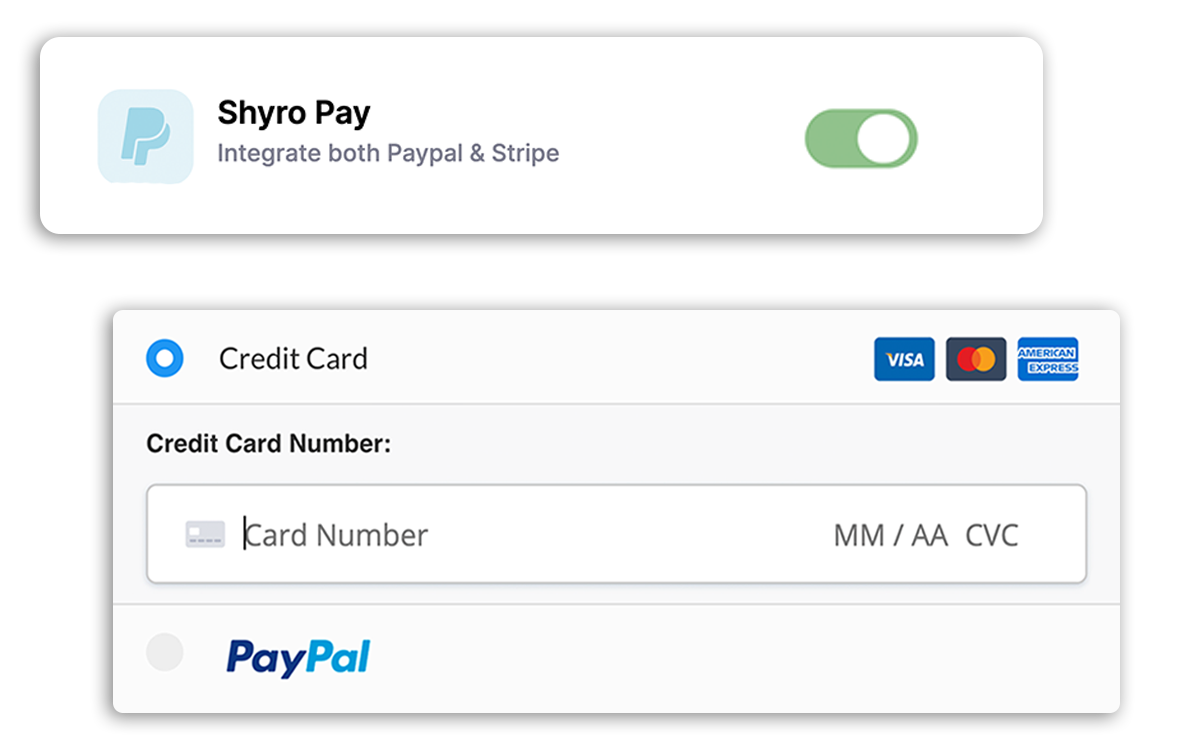 Shyro Pay
Integrate both Paypal & Stripe
Credit Card
VISA
AMERICAN
EXPRESS
Credit Card Number:
Card Number MM / AA CVC
PayPal